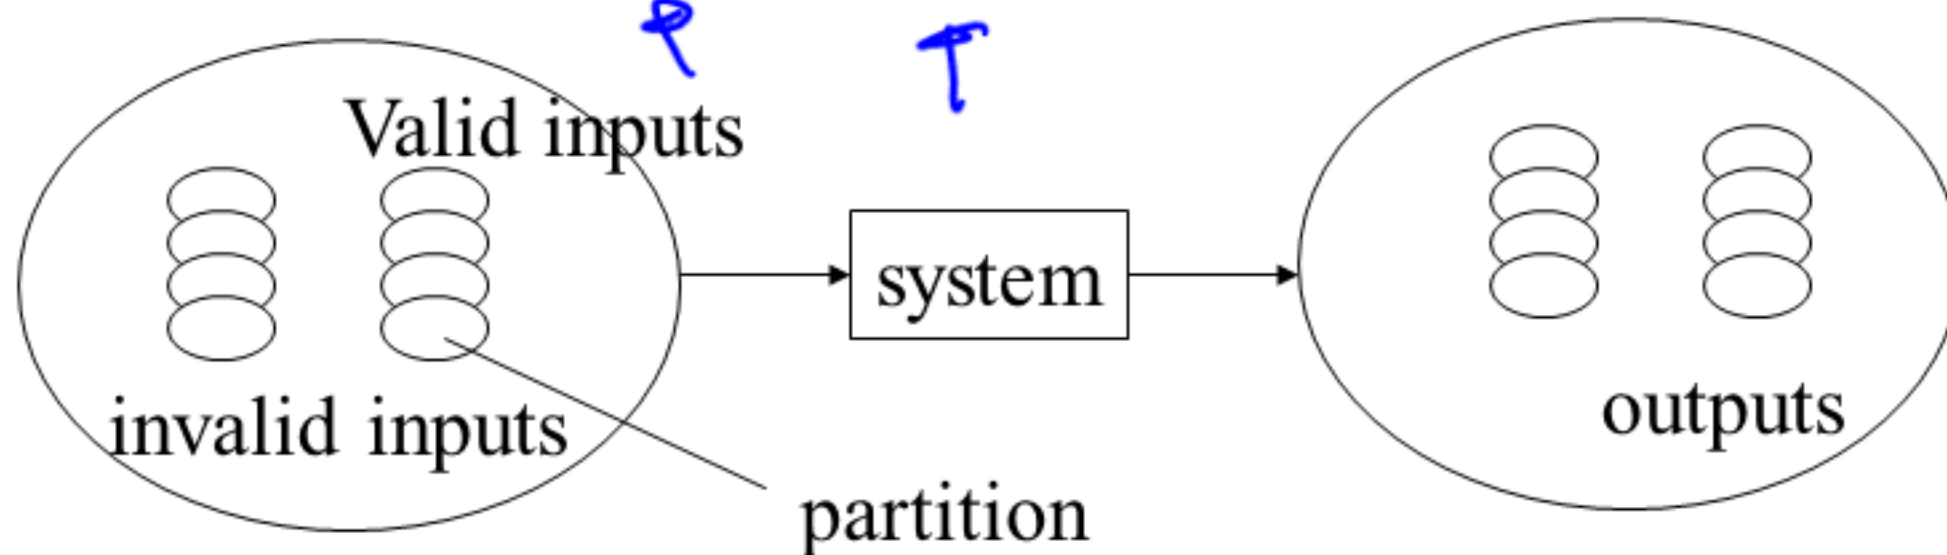 Valid inputs
system
invalid inputs
outputs
partition